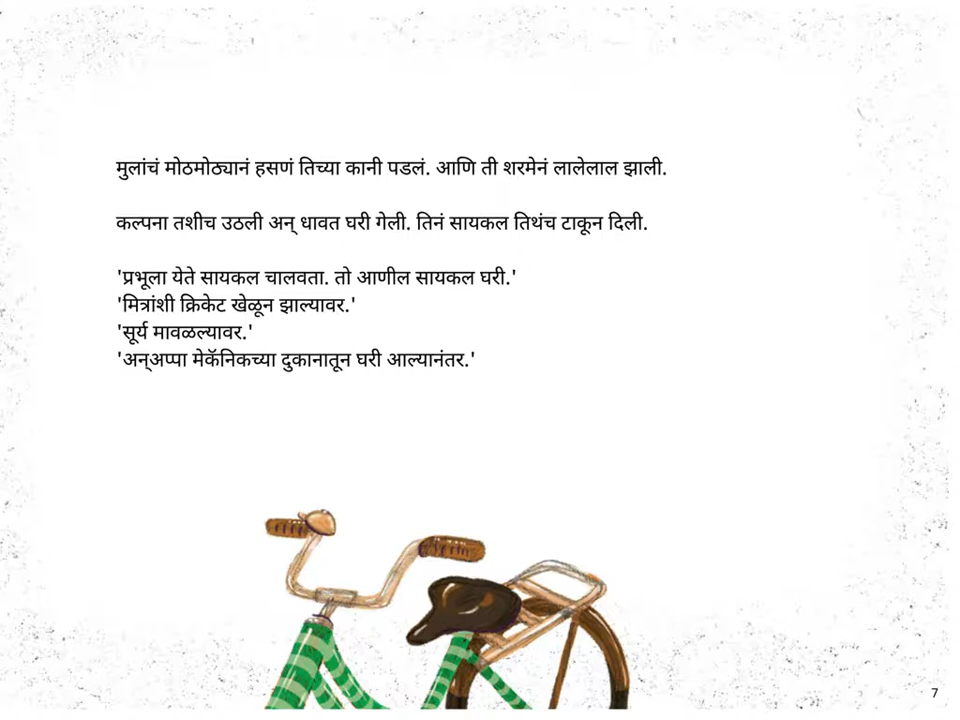 मुलांचं मोठमोठ्यानं हसणं तिच्या कानी पडलं. आणि ती शरमेनं लालेलाल झाली.
कल्पना तशीच उठली अन् धावत घरी गेली. तिनं सायकल तिथंच टाकून दिली.
'प्रभूला येते सायकल चालवता. तो आणील सायकल घरी.'
'मित्रांशी क्रिकेट खेळून झाल्यावर.'
'सूर्य मावळल्यावर.'
'अन्अप्पा मेकॅनिकच्या दुकानातून घरी आल्यानंतर.'
7